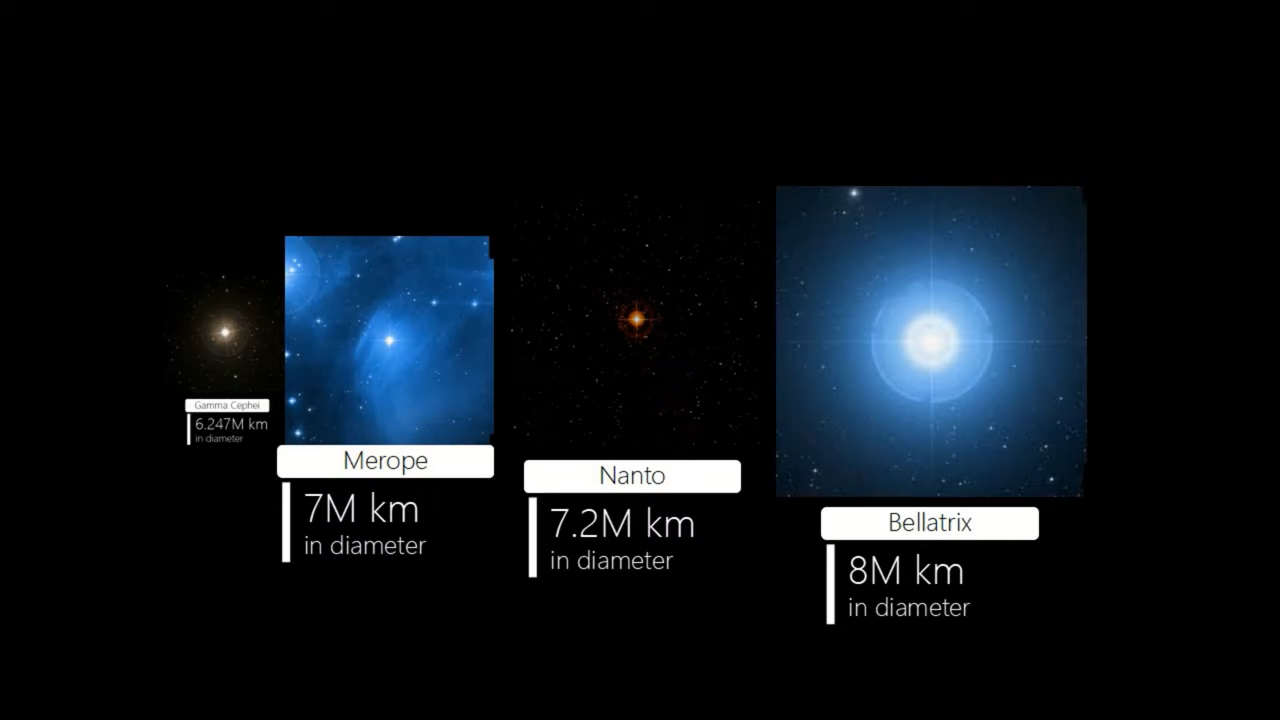 Gamma Cephei
6.247M km
in diameter
Merope
7M km
in diameter
Nanto
7.2M km
in diameter
Bellatrix
8M km
in diameter